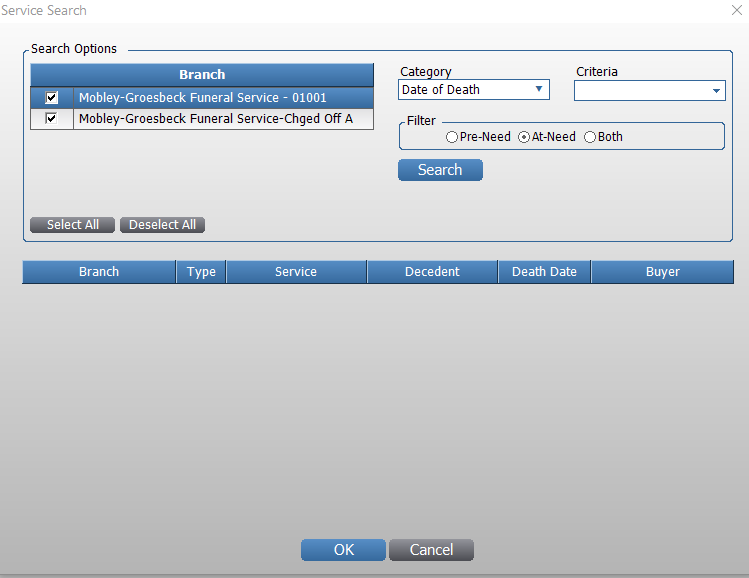 Service Search
Search Options
Branch
Mobley-Groesbeck Funeral Service - 01001
Mobley-Groesbeck Funeral Service-Chged Off A
Select All Deselect All
Category
Date of Death
Criteria
Filter
Pre-Need At-Need Both
Search
Branch Type Service Decedent Death Date Buyer
OK Cancel